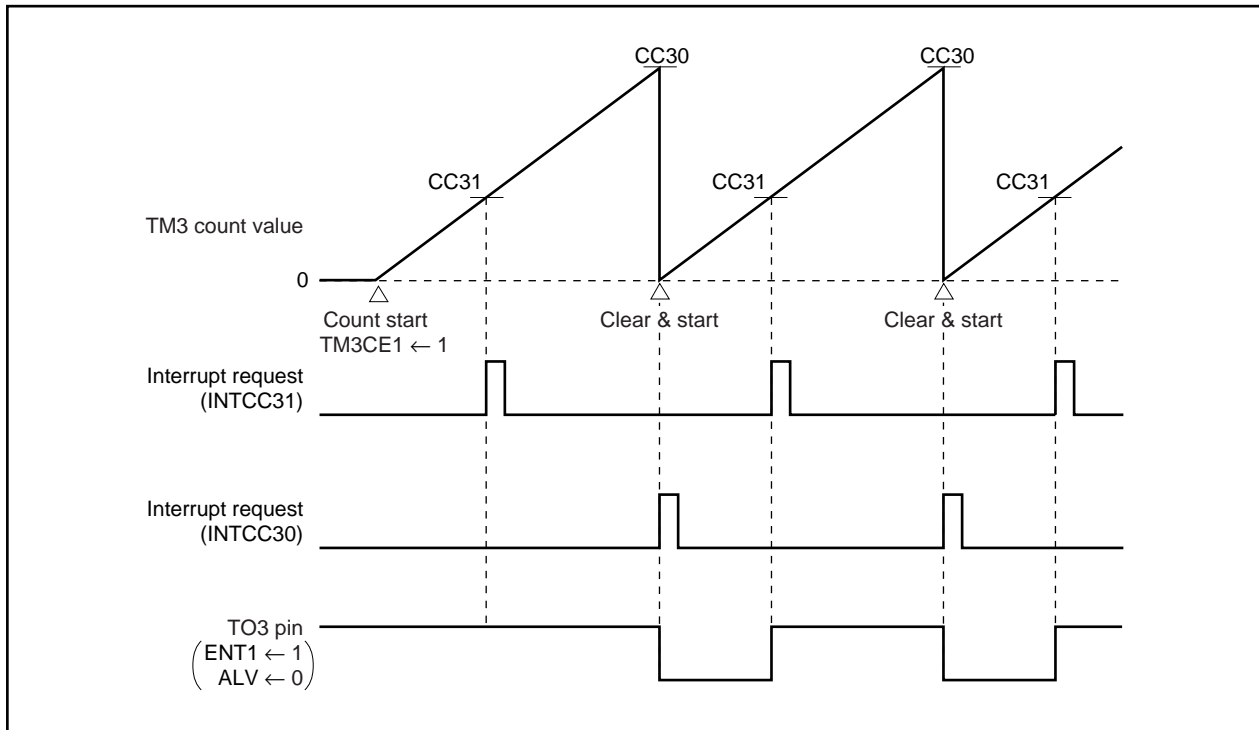 CC30
CC30
CC31
CC31
CC31
TM3 count value
0
Count start
TM3CE1 ← 1
Clear & start
Clear & start
Interrupt request
(INTCC31)
Interrupt request
(INTCC30)
TO3 pin
(ENT1 ← 1
ALV ← 0)